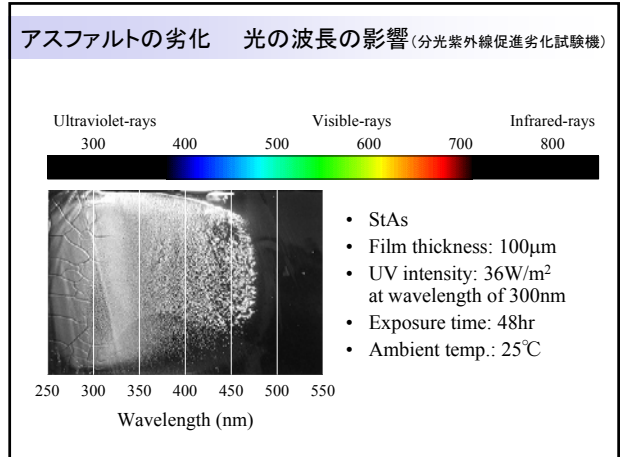 アスファルトの劣化　光の波長の影響(分光紫外線促進劣化試験機)
Ultraviolet-rays Visible-rays Infrared-rays
300 400 500 600 700 800
• StAs
• Film thickness: 100μm
• UV intensity: 36W/m²
at wavelength of 300nm
• Exposure time: 48hr
• Ambient temp.: 25℃
250 300 350 400 450 500 550
Wavelength (nm)